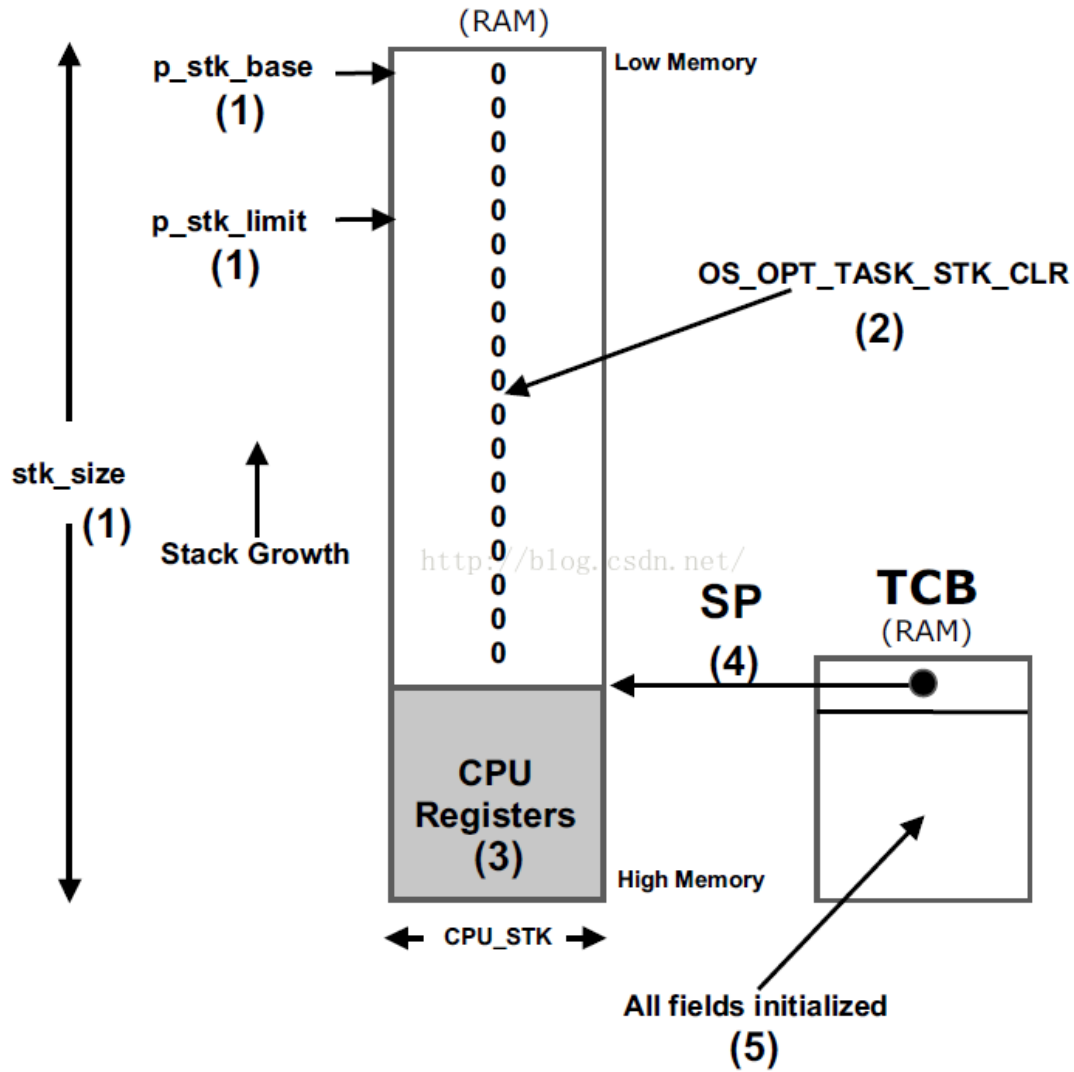 (RAM)
p_stk_base
(1)
Low Memory
0
0
0
0
p_stk_limit
(1)
0
0
0
0
0
0
0
0
0
0
0
0
0
0
OS_OPT_TASK_STK_CLR
(2)
stk_size
(1)
Stack Growth
http://blog.csdn.net/
SP
(4)
TCB
(RAM)
CPU
Registers
(3)
High Memory
CPU_STK
All fields initialized
(5)